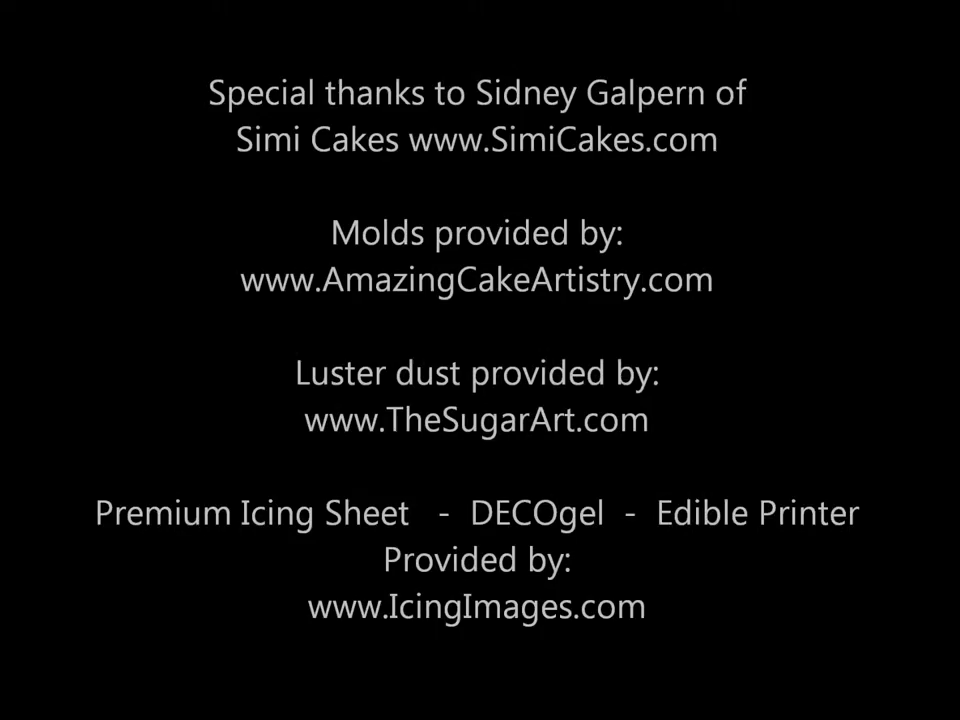 Special thanks to Sidney Galpern of
Simi Cakes www.SimiCakes.com
Molds provided by:
www.AmazingCakeArtistry.com
Luster dust provided by:
www.TheSugarArt.com
Premium Icing Sheet - DECOgel - Edible Printer
Provided by:
www.IcingImages.com